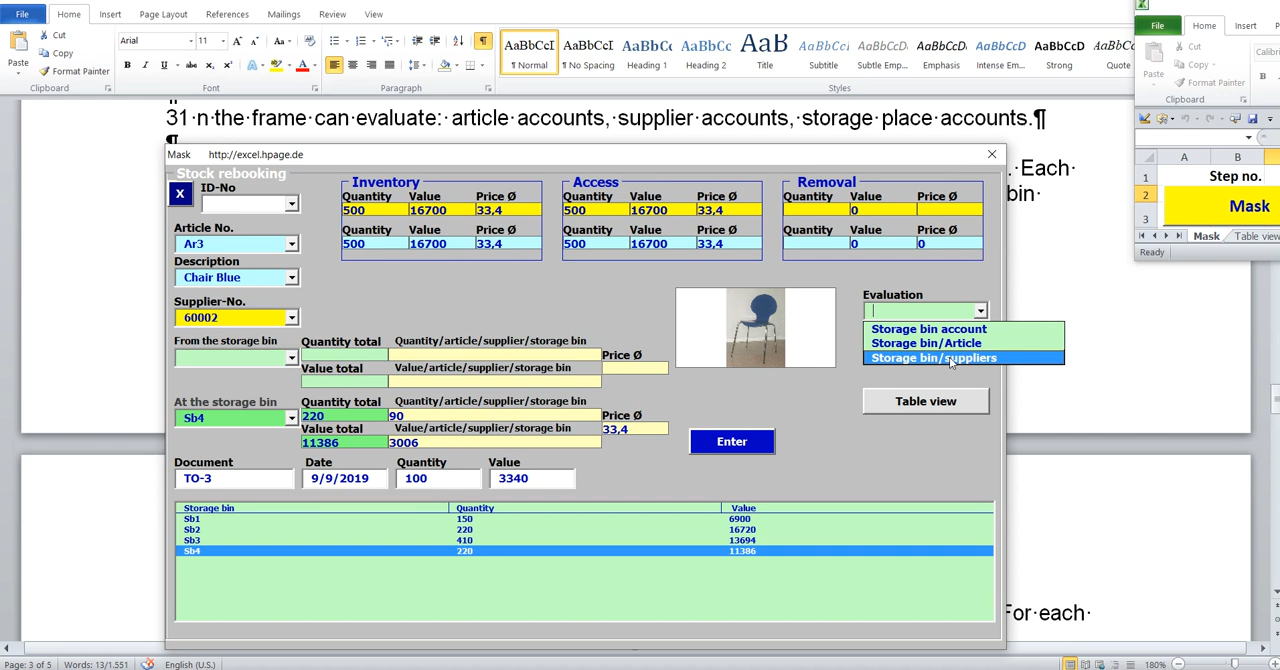 File Home Insert Page Layout References Mailings Review View
Cut
Copy
Format Painter
Paste
Arial 11
AaBbCcI AaBbCcI AaBbCc AaBbCc AaB AaBbCcI AaBbCcDc AaBbCcDc AaBbCcDc
¶ Normal ¶ No Spacing Heading 1 Heading 2 Title Subtitle Subtle Emp... Emphasis Intense Em... Strong Quote
Clipboard Font Paragraph Styles
31·n·the·frame·can·evaluate:·article·accounts,·supplier·accounts,·storage·place·accounts.¶
¶
Each
bin
Mask http://excel.hpage.de
Stock rebooking
X
ID-No
Article No.
Ar3
Description
Chair Blue
Supplier-No.
60002
Inventory
Quantity Value Price Ø
500 16700 33,4
Quantity Value Price Ø
500 16700 33,4
Access
Quantity Value Price Ø
500 16700 33,4
Quantity Value Price Ø
500 16700 33,4
Removal
Quantity Value Price Ø
0
Quantity Value Price Ø
0 0
From the storage bin
Quantity total Quantity/article/supplier/storage bin
Price Ø
Value total Value/article/supplier/storage bin
At the storage bin
Sb4
Quantity total Quantity/article/supplier/storage bin
220 90
Price Ø
Value total Value/article/supplier/storage bin
33,4
11386 3006
Evaluation
Storage bin account
Storage bin/Article
Storage bin/suppliers
Table view
Enter
Document Date Quantity Value
TO-3 9/9/2019 100 3340
Storage bin Quantity Value
Sb1 150 6900
Sb2 220 16720
Sb3 410 13694
Sb4 220 11386
For·each·
Page: 3 of 5 Words: 13/1.551 English (U.S.) 180%
File Home Insert
Cut
Copy
Format Painter
Paste
Calibri
B
Clipboard
A B
1 Step no.
2 Mask
3
Mask Table view
Ready